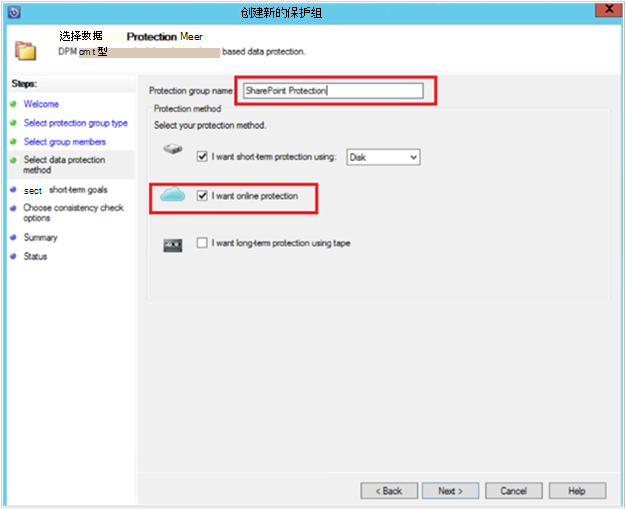 创建新的保护组
选择数据 Protection Meer
DPM cm t 型 based data protection.
Steps:
Welcome
Select protection group type
Select group members
Select data protection
method
sect short-term goals
Choose consistency check
options
Summary
Status
Protection group name
SharePoint Protection
Protection method
Select your protection method.
I want short-term protection using:
Disk
I want online protection
I want long-term protection using tape
< Back
Next >
Cancel
Help